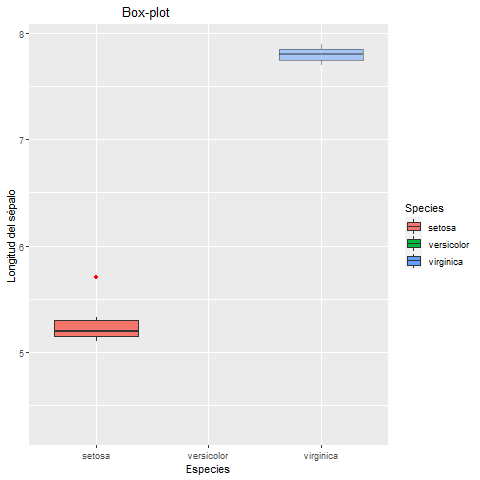 Box-plot
Longitud del sépalo
8
7
6
5
setosa versicolor virginica
Especies
Species
setosa
versicolor
virginica